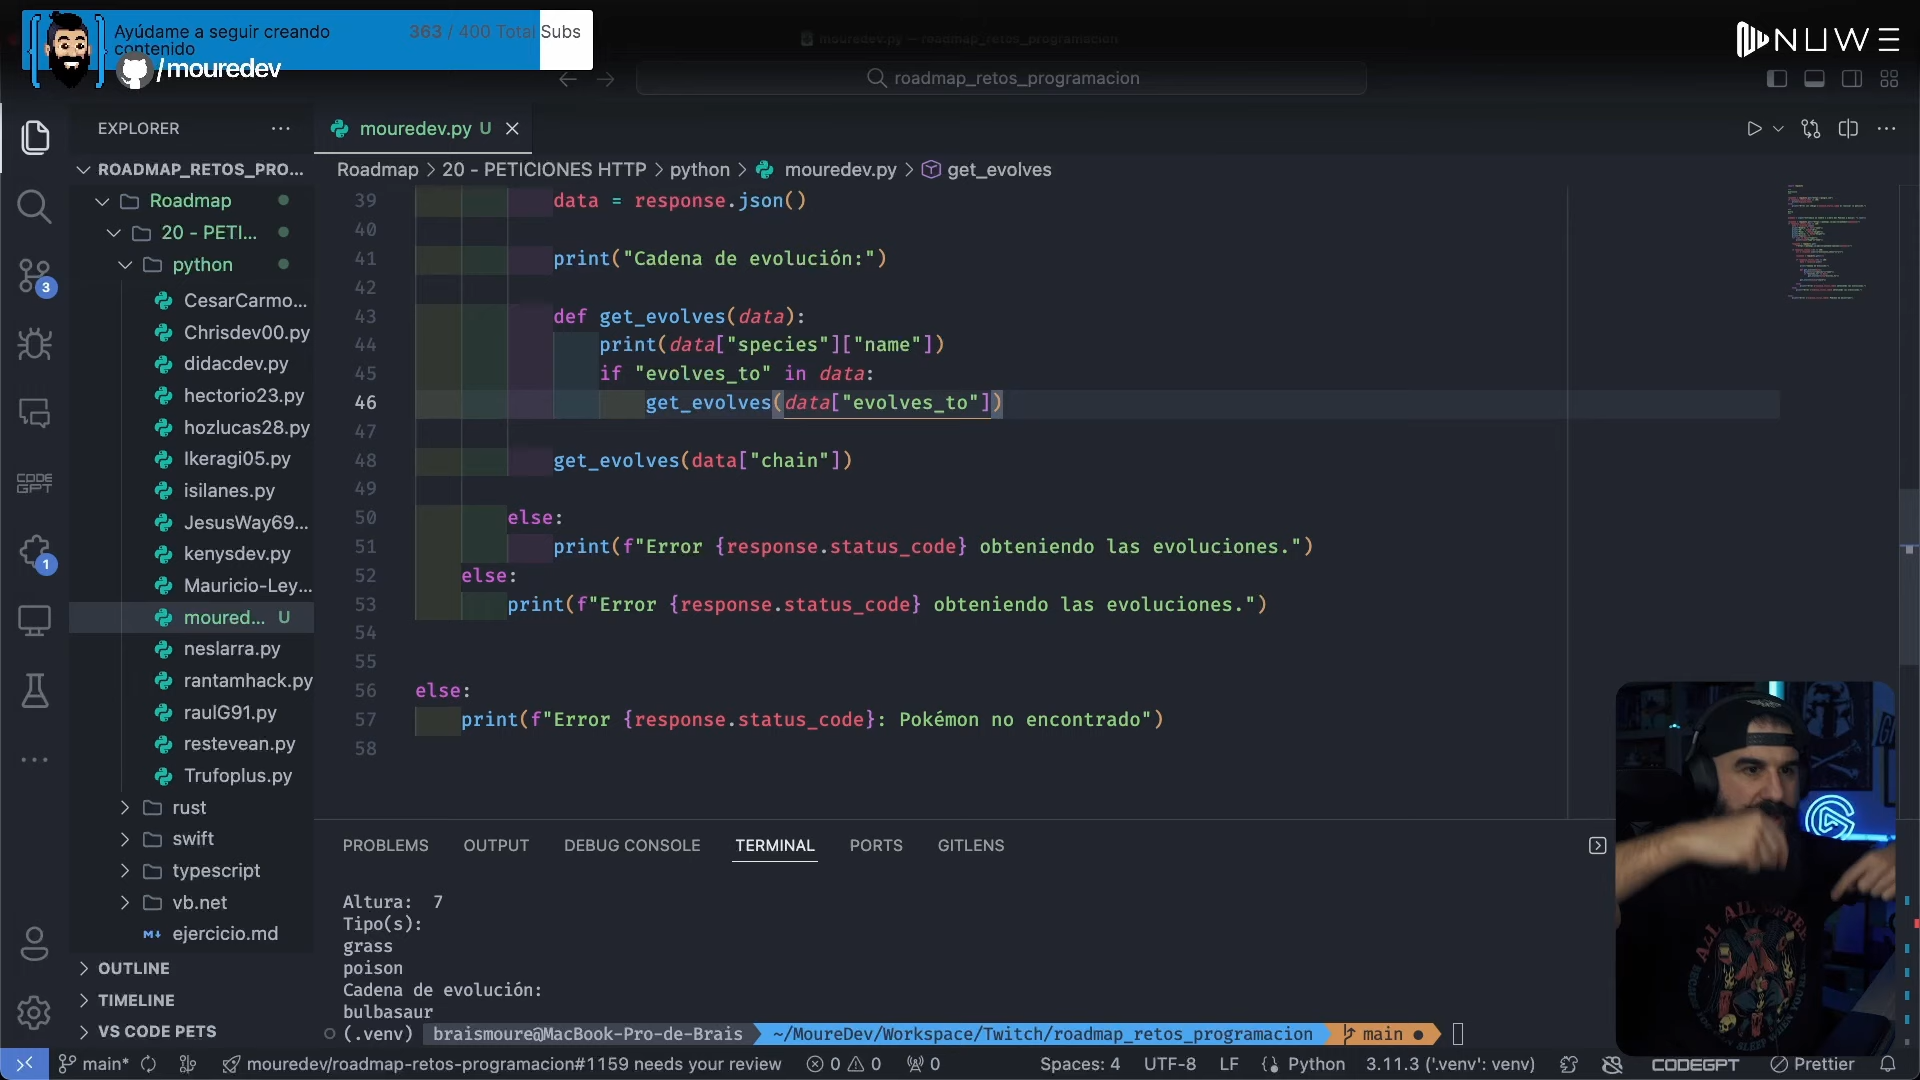 Ayúdame a seguir creando
contenido
363 / 400 Total Subs
/mouredev
mouredev.py — roadmap_retos_programacion
NUWE
roadmap_retos_programacion
EXPLORER
mouredev.py U
ROADMAP_RETOS_PRO...
Roadmap > 20 - PETICIONES HTTP > python > mouredev.py > get_evolves
Roadmap
20 - PETI...
python
CesarCarmo...
Chrisdev00.py
didacdev.py
hectorio23.py
hozlucas28.py
Ikeragi05.py
isilanes.py
JesusWay69...
kenysdev.py
Mauricio-Ley...
moured... U
neslarra.py
rantamhack.py
raulG91.py
restevean.py
Trufoplus.py
rust
swift
typescript
vb.net
ejercicio.md
OUTLINE
TIMELINE
VS CODE PETS
3
CODE
GPT
1
39 data = response.json()
40
41 print("Cadena de evolución:")
42
43 def get_evolves(data):
44 print(data["species"]["name"])
45 if "evolves_to" in data:
46 get_evolves(data["evolves_to"])
47
48 get_evolves(data["chain"])
49
50 else:
51 print(f"Error {response.status_code} obteniendo las evoluciones.")
52 else:
53 print(f"Error {response.status_code} obteniendo las evoluciones.")
54
55
56 else:
57 print(f"Error {response.status_code}: Pokémon no encontrado")
58
PROBLEMS OUTPUT DEBUG CONSOLE TERMINAL PORTS GITLENS
Altura: 7
Tipo(s):
grass
poison
Cadena de evolución:
bulbasaur
(.venv) braismoure@MacBook-Pro-de-Brais ~/MoureDev/Workspace/Twitch/roadmap_retos_programacion main ●
main* mouredev/roadmap-retos-programacion#1159 needs your review 0 0 0 Spaces: 4 UTF-8 LF Python 3.11.3 ('.venv': venv) CODEGPT Prettier